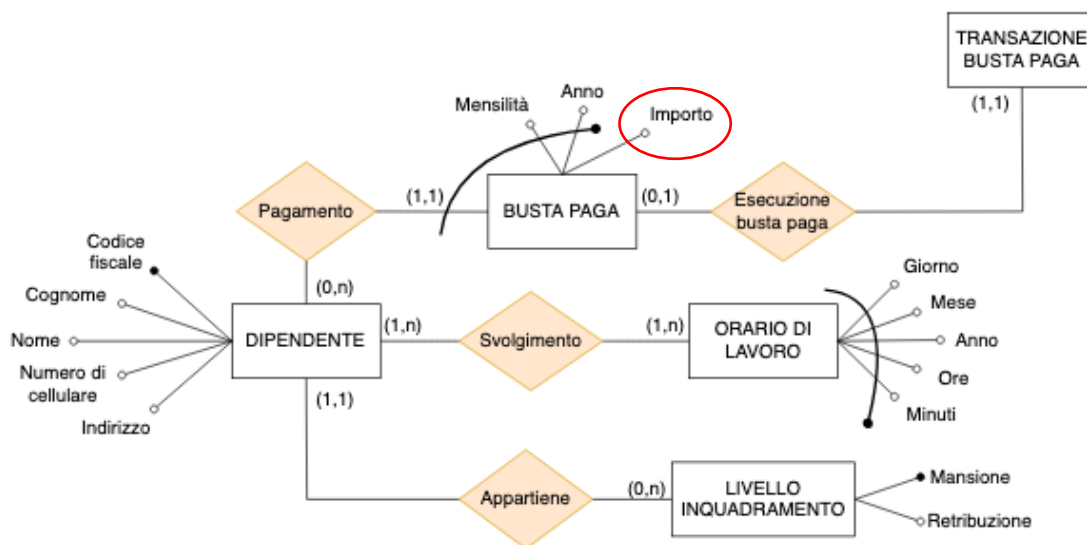 TRANSAZIONE
BUSTA PAGA
(1,1)
Mensilità
Anno
Importo
Pagamento
(1,1)
BUSTA PAGA
(0,1)
Esecuzione
busta paga
Codice
fiscale
Cognome
Nome
Numero di
cellulare
Indirizzo
(0,n)
DIPENDENTE
(1,n)
Svolgimento
(1,n)
ORARIO DI
LAVORO
Giorno
Mese
Anno
Ore
Minuti
(1,1)
Appartiene
(0,n)
LIVELLO
INQUADRAMENTO
Mansione
Retribuzione